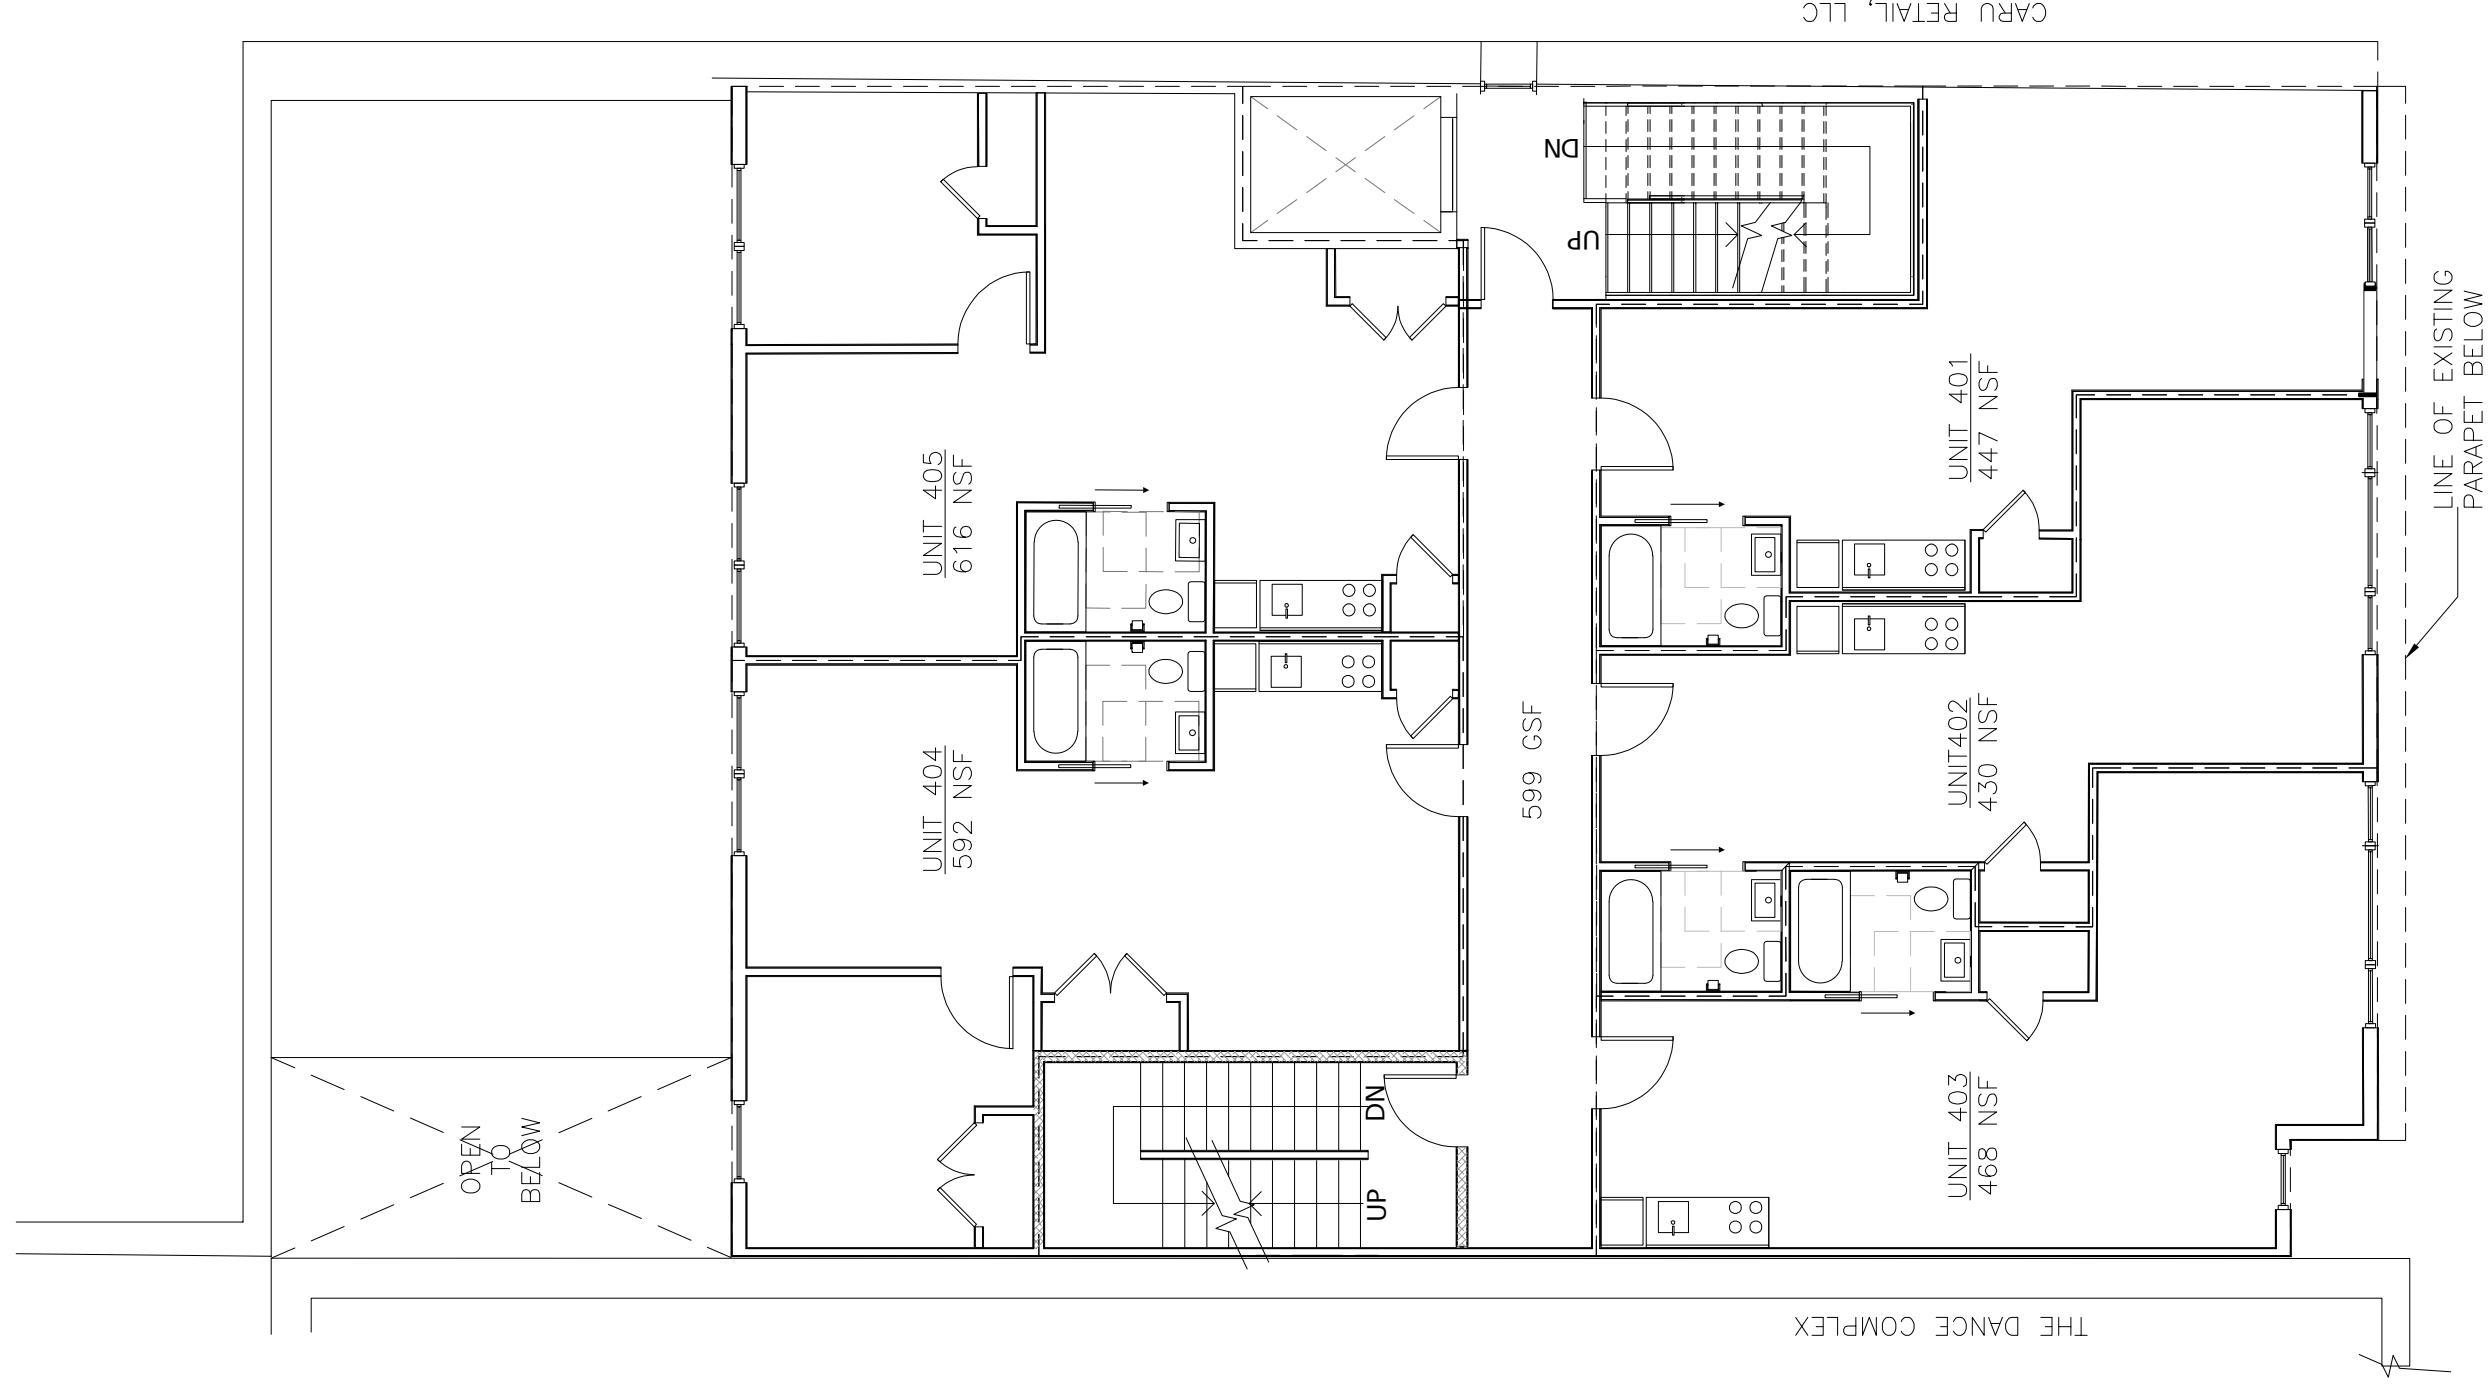 CARU RETAIL, LLC
DN
UP
UNIT 401
447 NSF
LINE OF EXISTING
PARAPET BELOW
UNIT 405
616 NSF
UNIT402
430 NSF
599 GSF
UNIT 404
592 NSF
UNIT 403
468 NSF
DN
UP
OPEN
TO
BELOW
THE DANCE COMPLEX